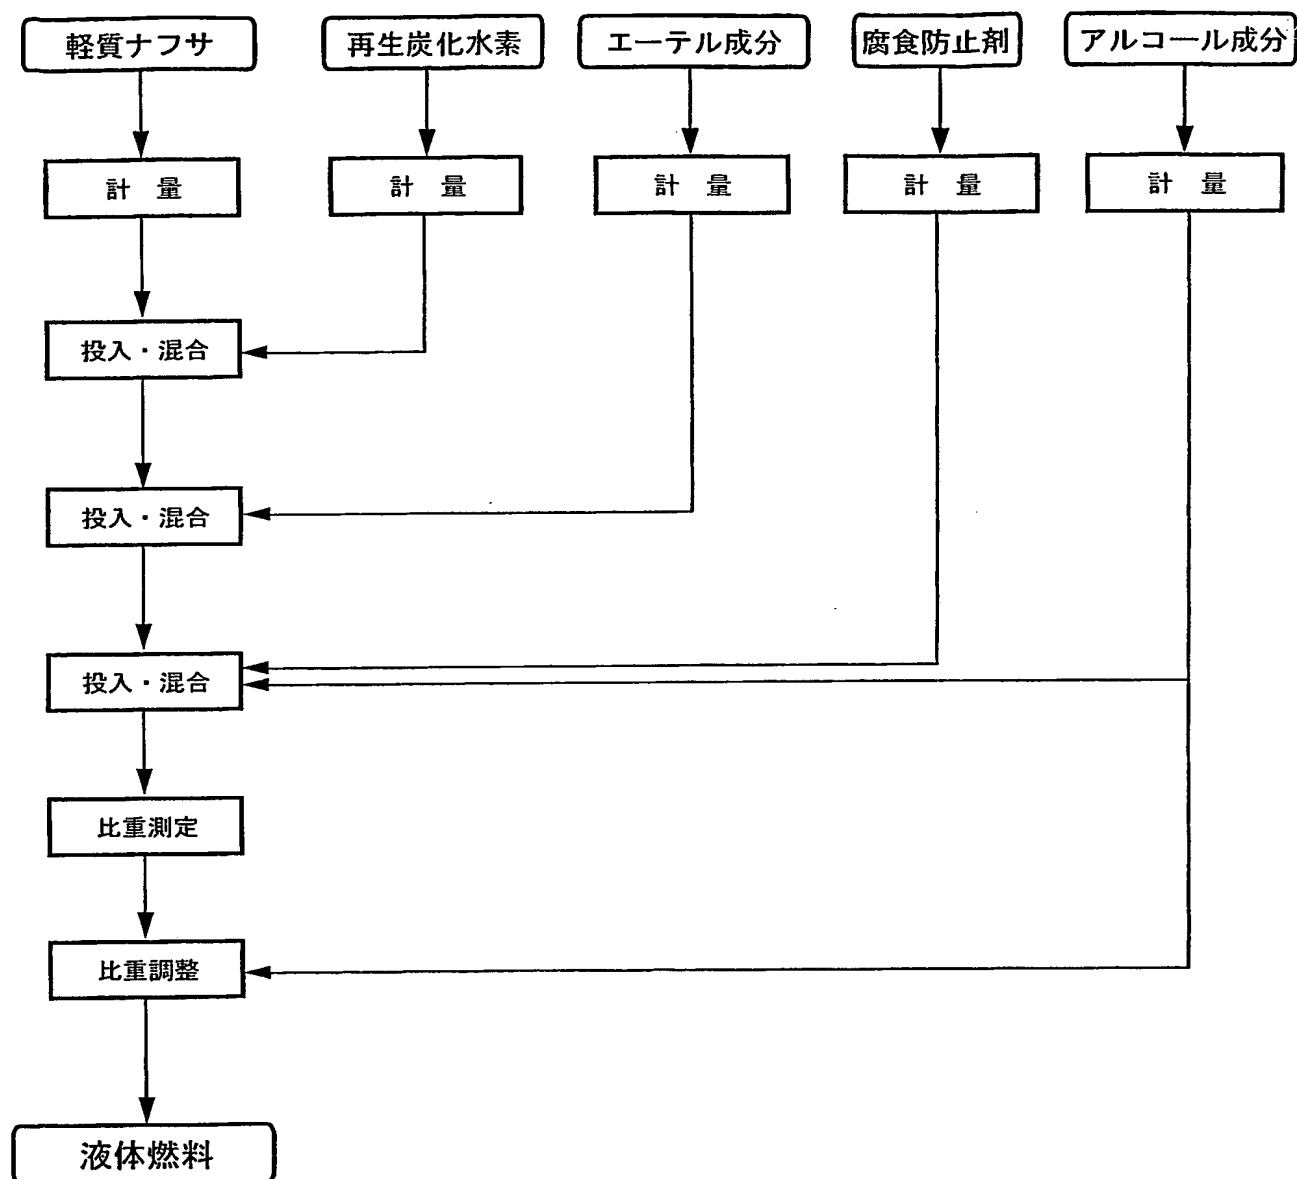 軽質ナフサ
再生炭化水素
エーテル成分
腐食防止剤
アルコール成分
計 量
計 量
計 量
計 量
計 量
投入・混合
投入・混合
投入・混合
比重測定
比重調整
液体燃料